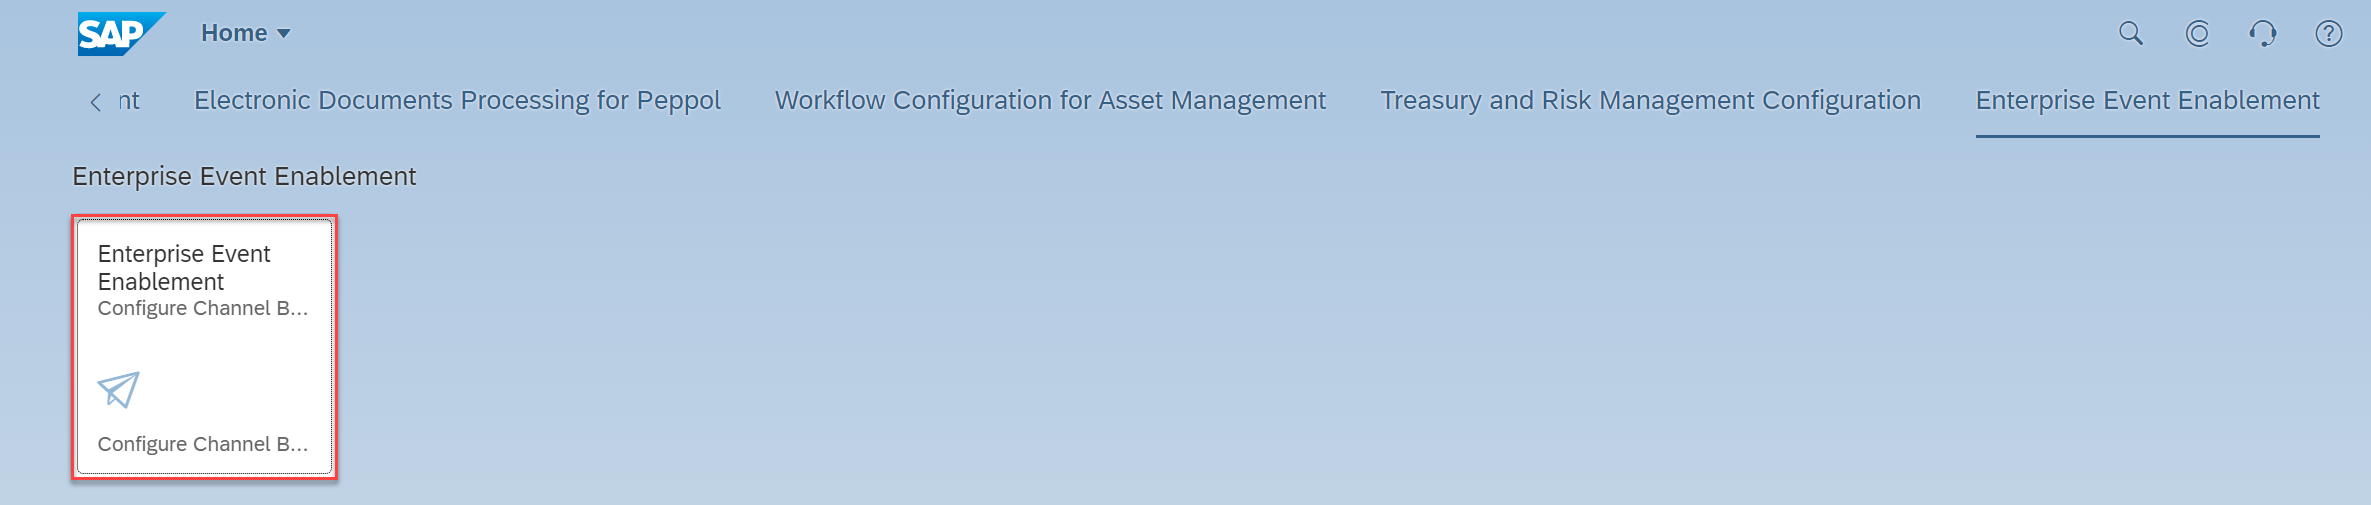 SAP
Home
nt
Electronic Documents Processing for Peppol
Workflow Configuration for Asset Management
Treasury and Risk Management Configuration
Enterprise Event Enablement
Enterprise Event Enablement
Enterprise Event
Enablement
Configure Channel B...
Configure Channel B...